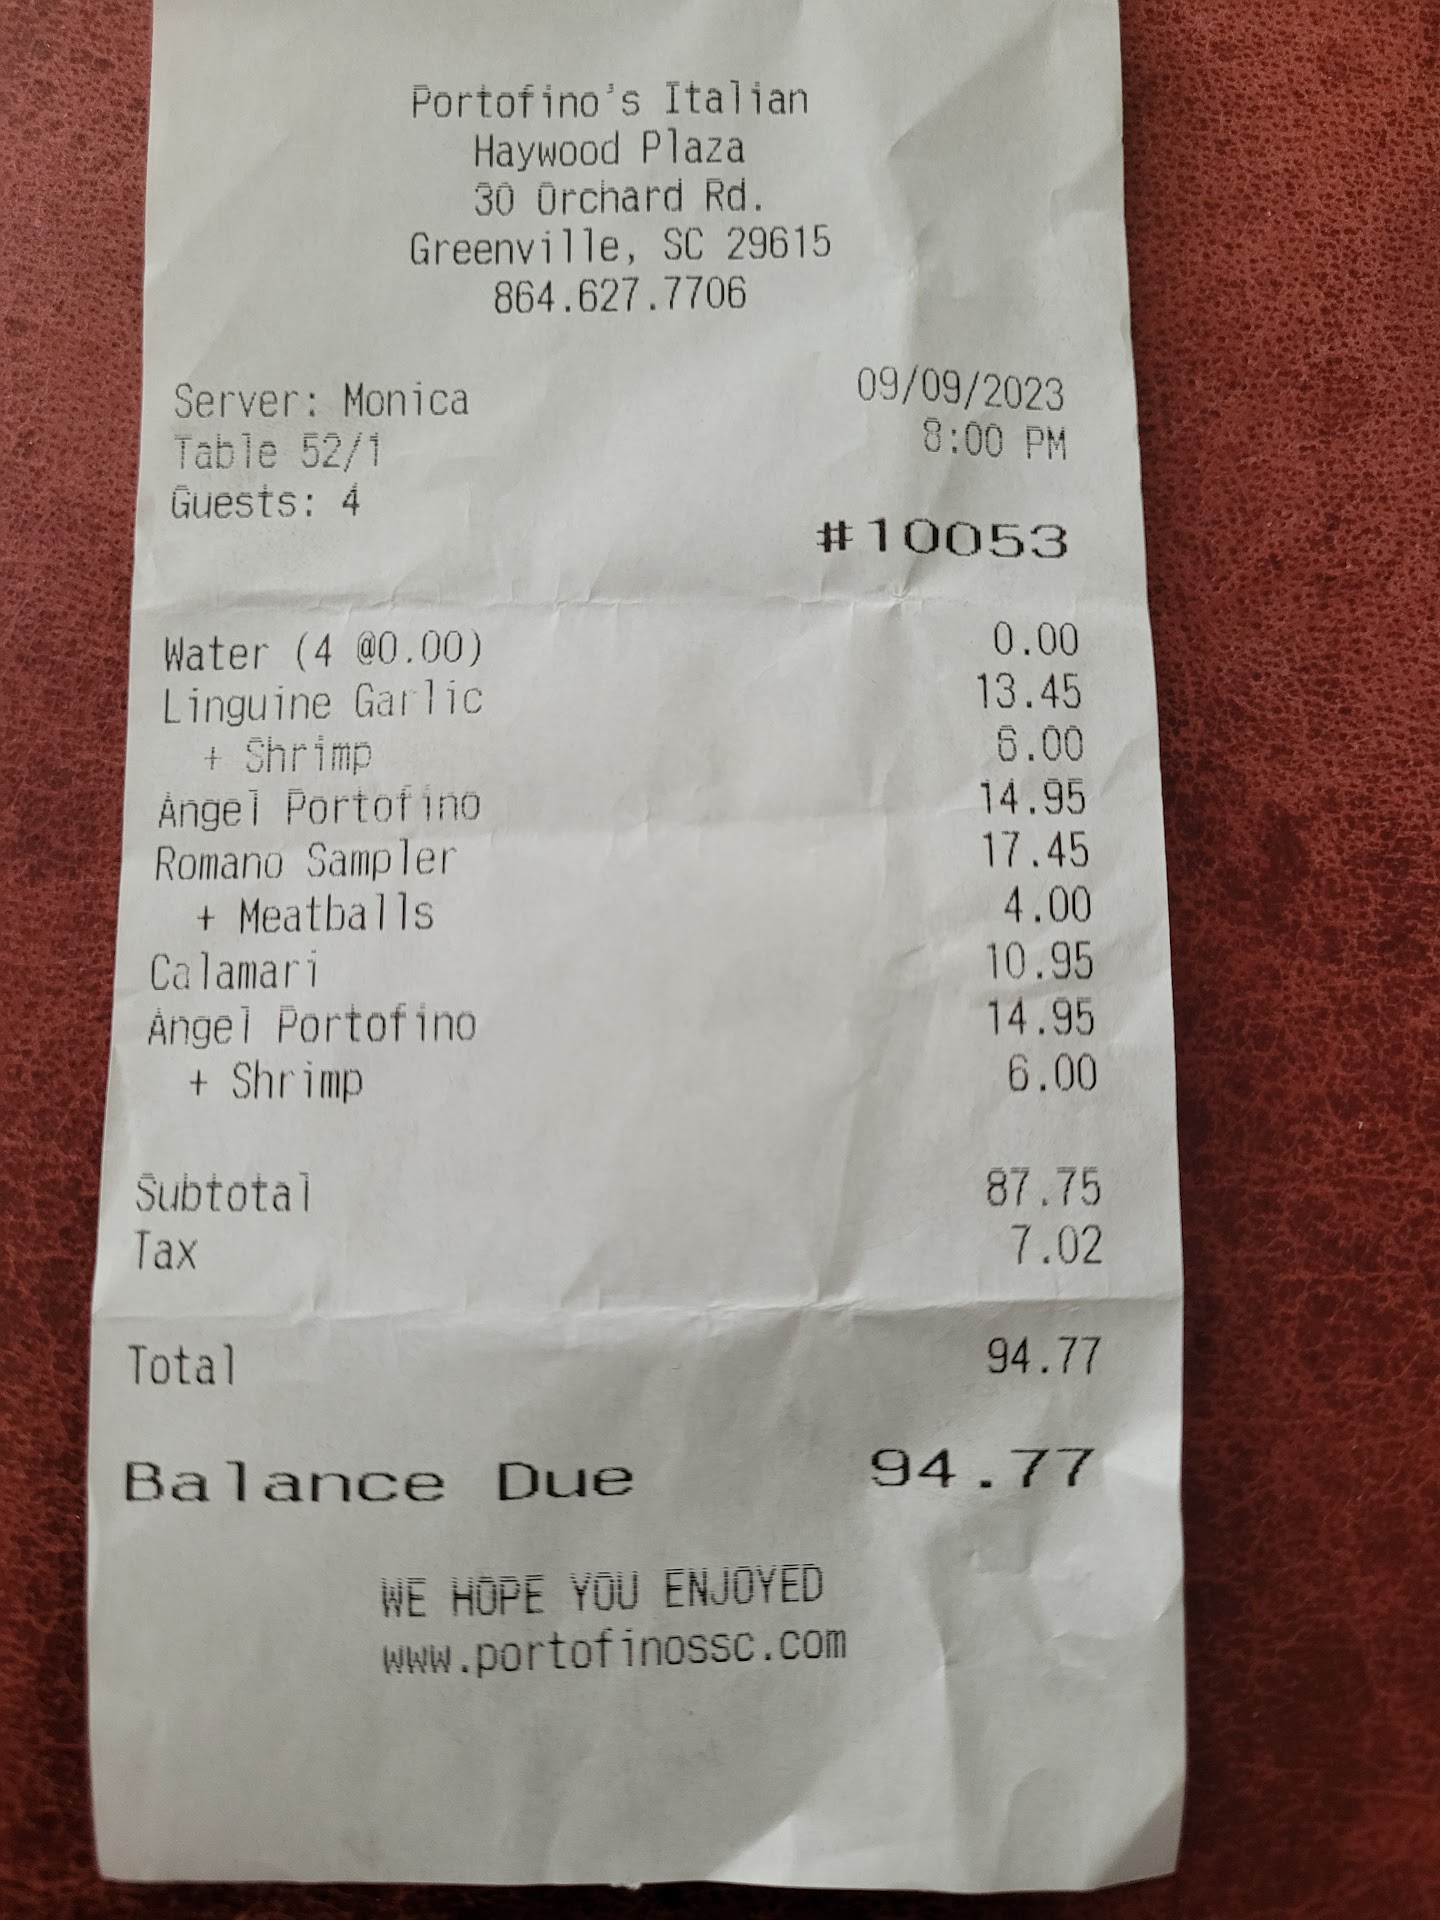 Portofino's Italian
Haywood Plaza
30 Orchard Rd.
Greenville, SC 29615
864.627.7706
Server: Monica 09/09/2023
Table 52/1 8:00 PM
Guests: 4
#10053
Water (4 @0.00) 0.00
Linguine Garlic 13.45
+ Shrimp 6.00
Angel Portofino 14.95
Romano Sampler 17.45
+ Meatballs 4.00
Calamari 10.95
Angel Portofino 14.95
+ Shrimp 6.00
Subtotal 87.75
Tax 7.02
Total 94.77
Balance Due 94.77
WE HOPE YOU ENJOYED
www.portofinossc.com